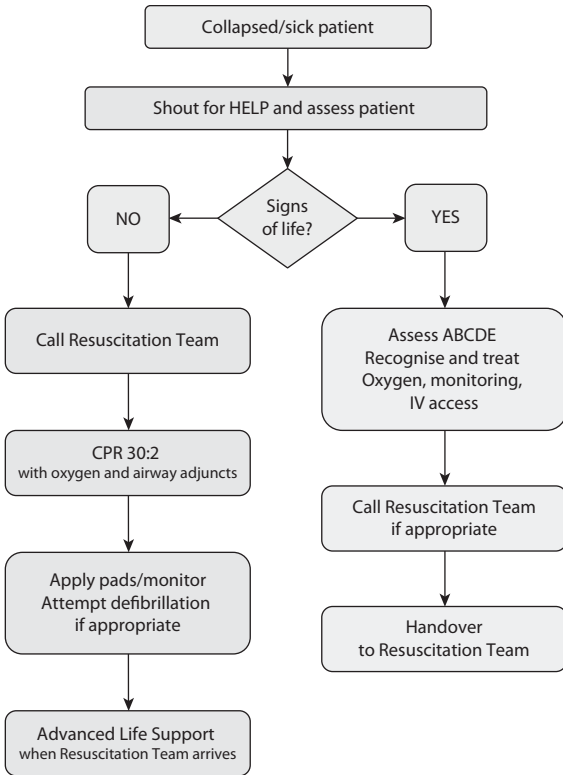 Collapsed/sick patient
Shout for HELP and assess patient
Signs
of life?
NO
YES
Call Resuscitation Team
CPR 30:2
with oxygen and airway adjuncts
Apply pads/monitor
Attempt defibrillation
if appropriate
Advanced Life Support
when Resuscitation Team arrives
Assess ABCDE
Recognise and treat
Oxygen, monitoring,
IV access
Call Resuscitation Team
if appropriate
Handover
to Resuscitation Team